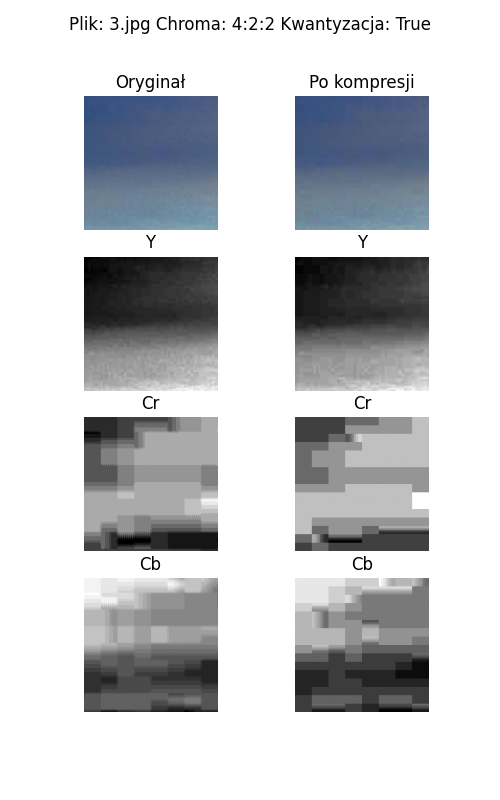 Plik: 3.jpg Chroma: 4:2:2 Kwantyzacja: True
Oryginał Po kompresji
Y Y
Cr Cr
Cb Cb